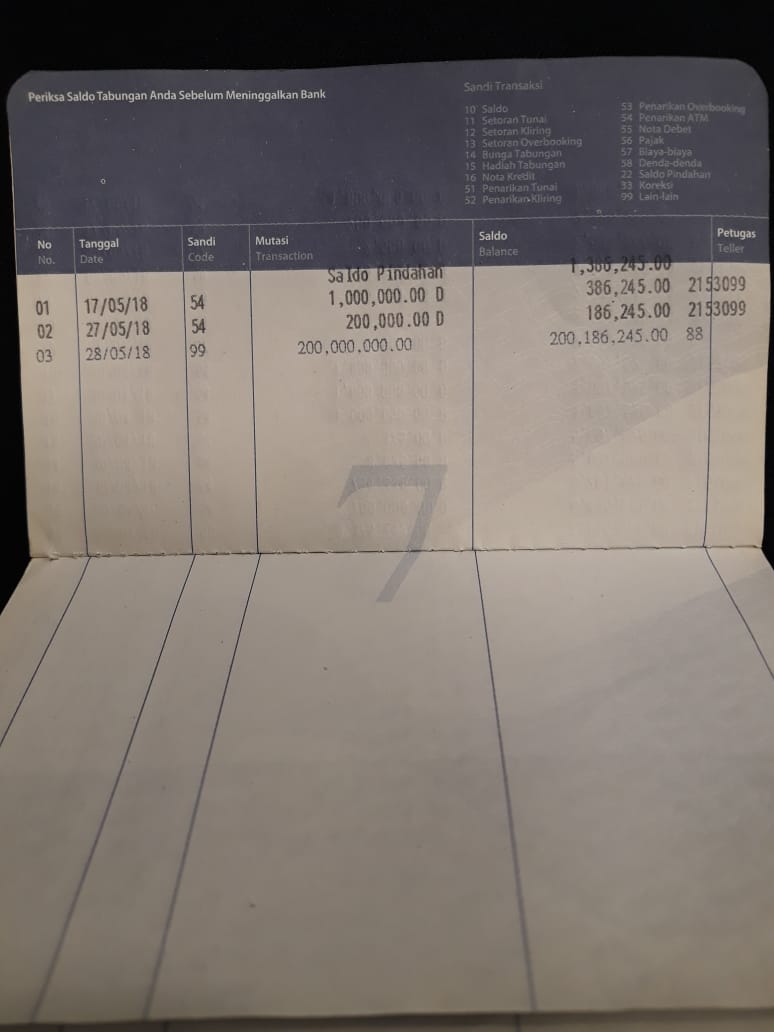 Periksa Saldo Tabungan Anda Sebelum Meninggalkan Bank
Sandi Transaksi
10 Saldo
11 Setoran Tunai
12 Setoran Kliring
13 Setoran Overbooking
14 Bunga Tabungan
15 Hadiah Tabungan
16 Nota Kredit
51 Penarikan Tunai
52 Penarikan Kliring
53 Penarikan Overbooking
54 Penarikan ATM
55 Nota Debet
56 Pajak
57 Biaya-biaya
58 Denda-denda
22 Saldo Pindahan
33 Koreksi
99 Lain-lain
No Tanggal Sandi Mutasi Saldo Petugas
No. Date Code Transaction Balance Teller
Saldo Pindahan 1,386,245.00
01 17/05/18 54 1,000,000.00 D 386,245.00 2153099
02 27/05/18 54 200,000.00 D 186,245.00 2153099
03 28/05/18 99 200,000,000.00 200,186,245.00 88
7